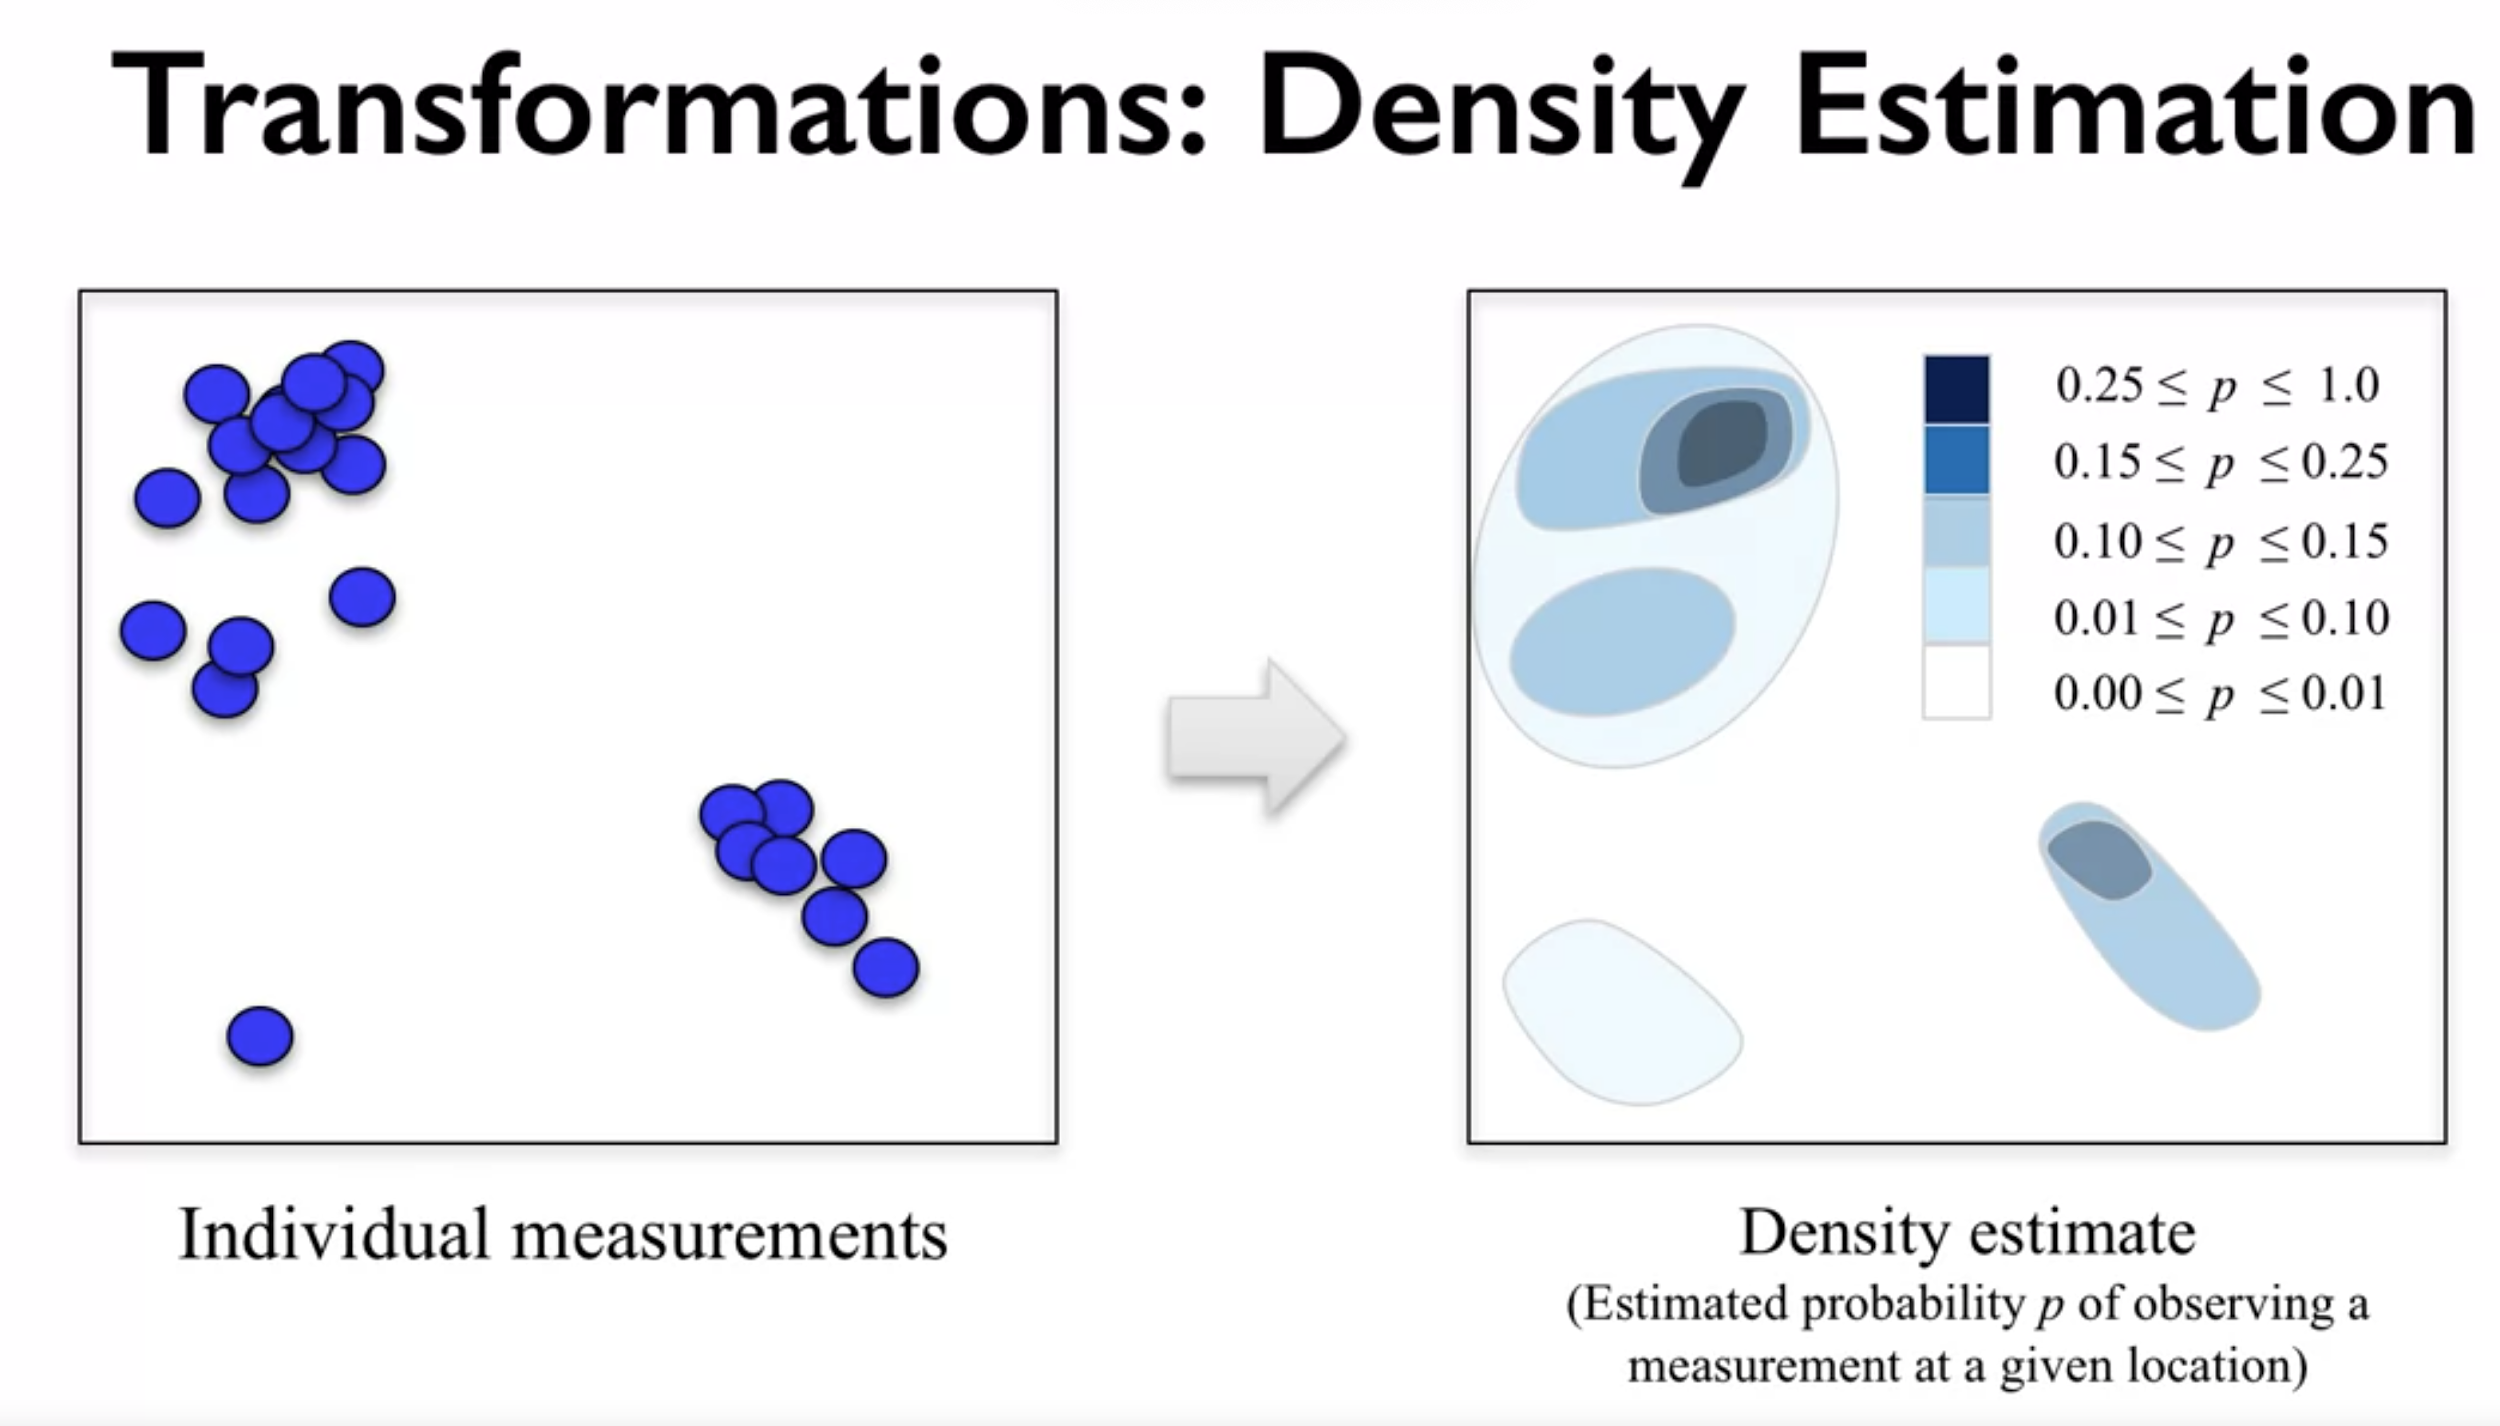 Transformations: Density Estimation
0.25 ≤ p ≤ 1.0
0.15 ≤ p ≤ 0.25
0.10 ≤ p ≤ 0.15
0.01 ≤ p ≤ 0.10
0.00 ≤ p ≤ 0.01
Individual measurements
Density estimate
(Estimated probability p of observing a
measurement at a given location)